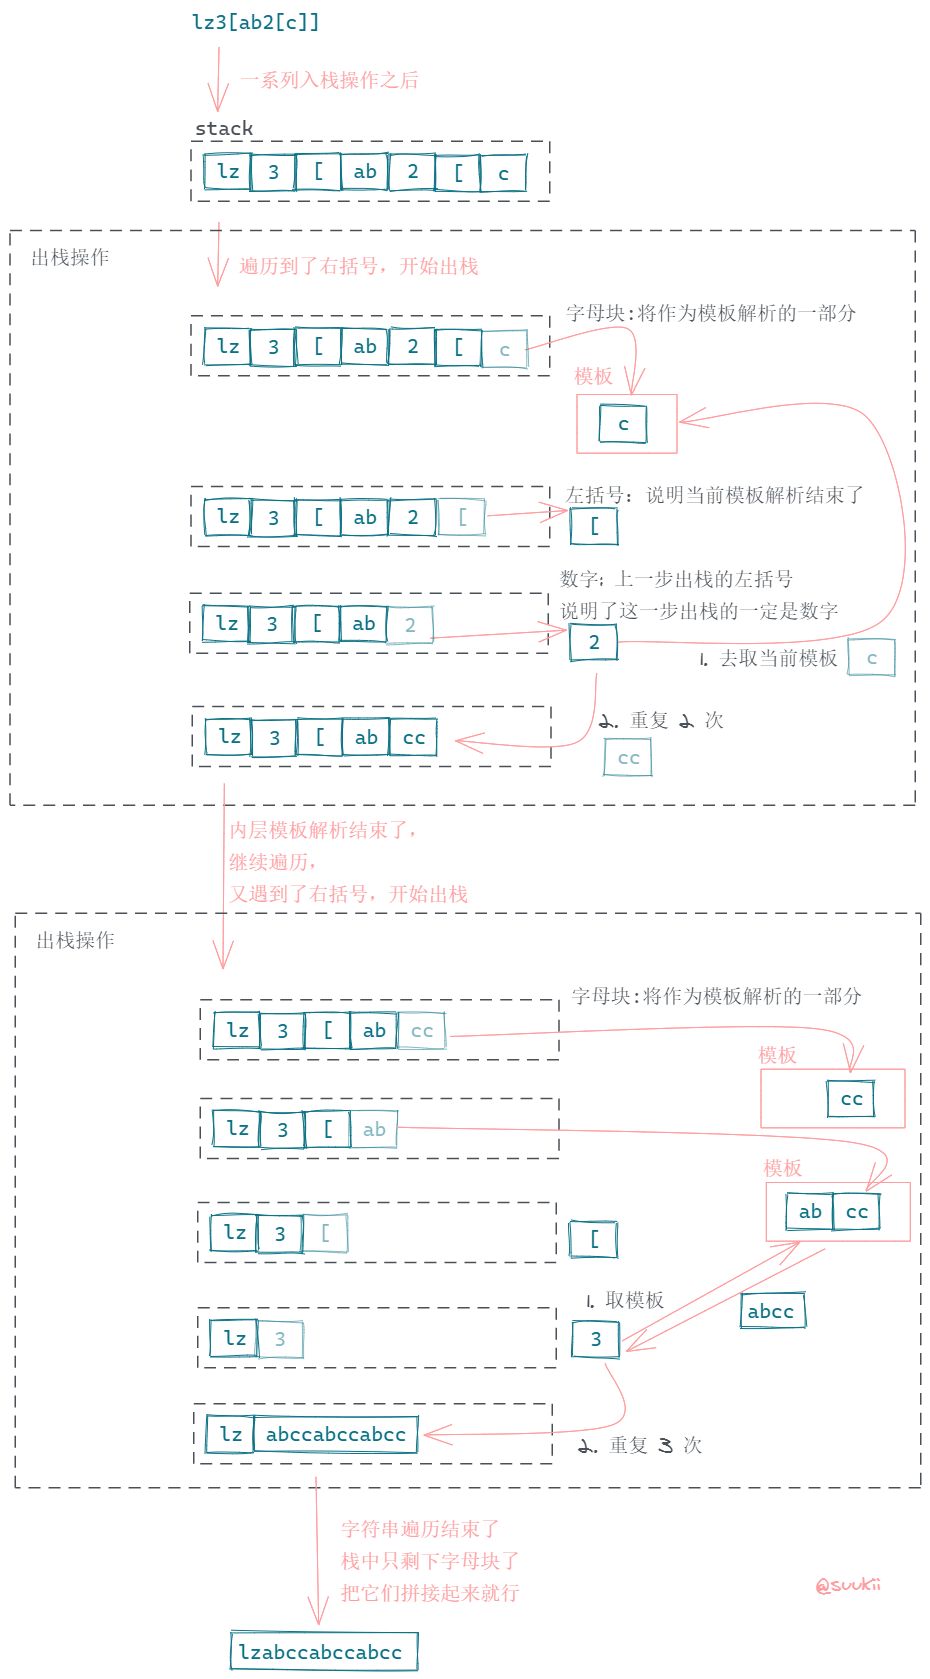 lz3[ab2[c]]
一系列入栈操作之后
stack
lz 3 [ ab 2 [ c
出栈操作
遍历到了右括号，开始出栈
字母块：将作为模板解析的一部分
lz 3 [ ab 2 [ c
模板
c
左括号：说明当前模板解析结束了
lz 3 [ ab 2 [
[
数字；上一步出栈的左括号
说明了这一步出栈的一定是数字
lz 3 [ ab 2
2
1. 去取当前模板 c
2. 重复 2 次
lz 3 [ ab cc
cc
内层模板解析结束了，
继续遍历，
又遇到了右括号，开始出栈
出栈操作
字母块：将作为模板解析的一部分
lz 3 [ ab cc
模板
cc
lz 3 [ ab
模板
ab cc
lz 3 [
[
1. 取模板
abcc
lz 3
3
lz abccabccabcc
2. 重复 3 次
字符串遍历结束了
栈中只剩下字母块了
把它们拼接起来就行
@suukii
lzabccabccabcc